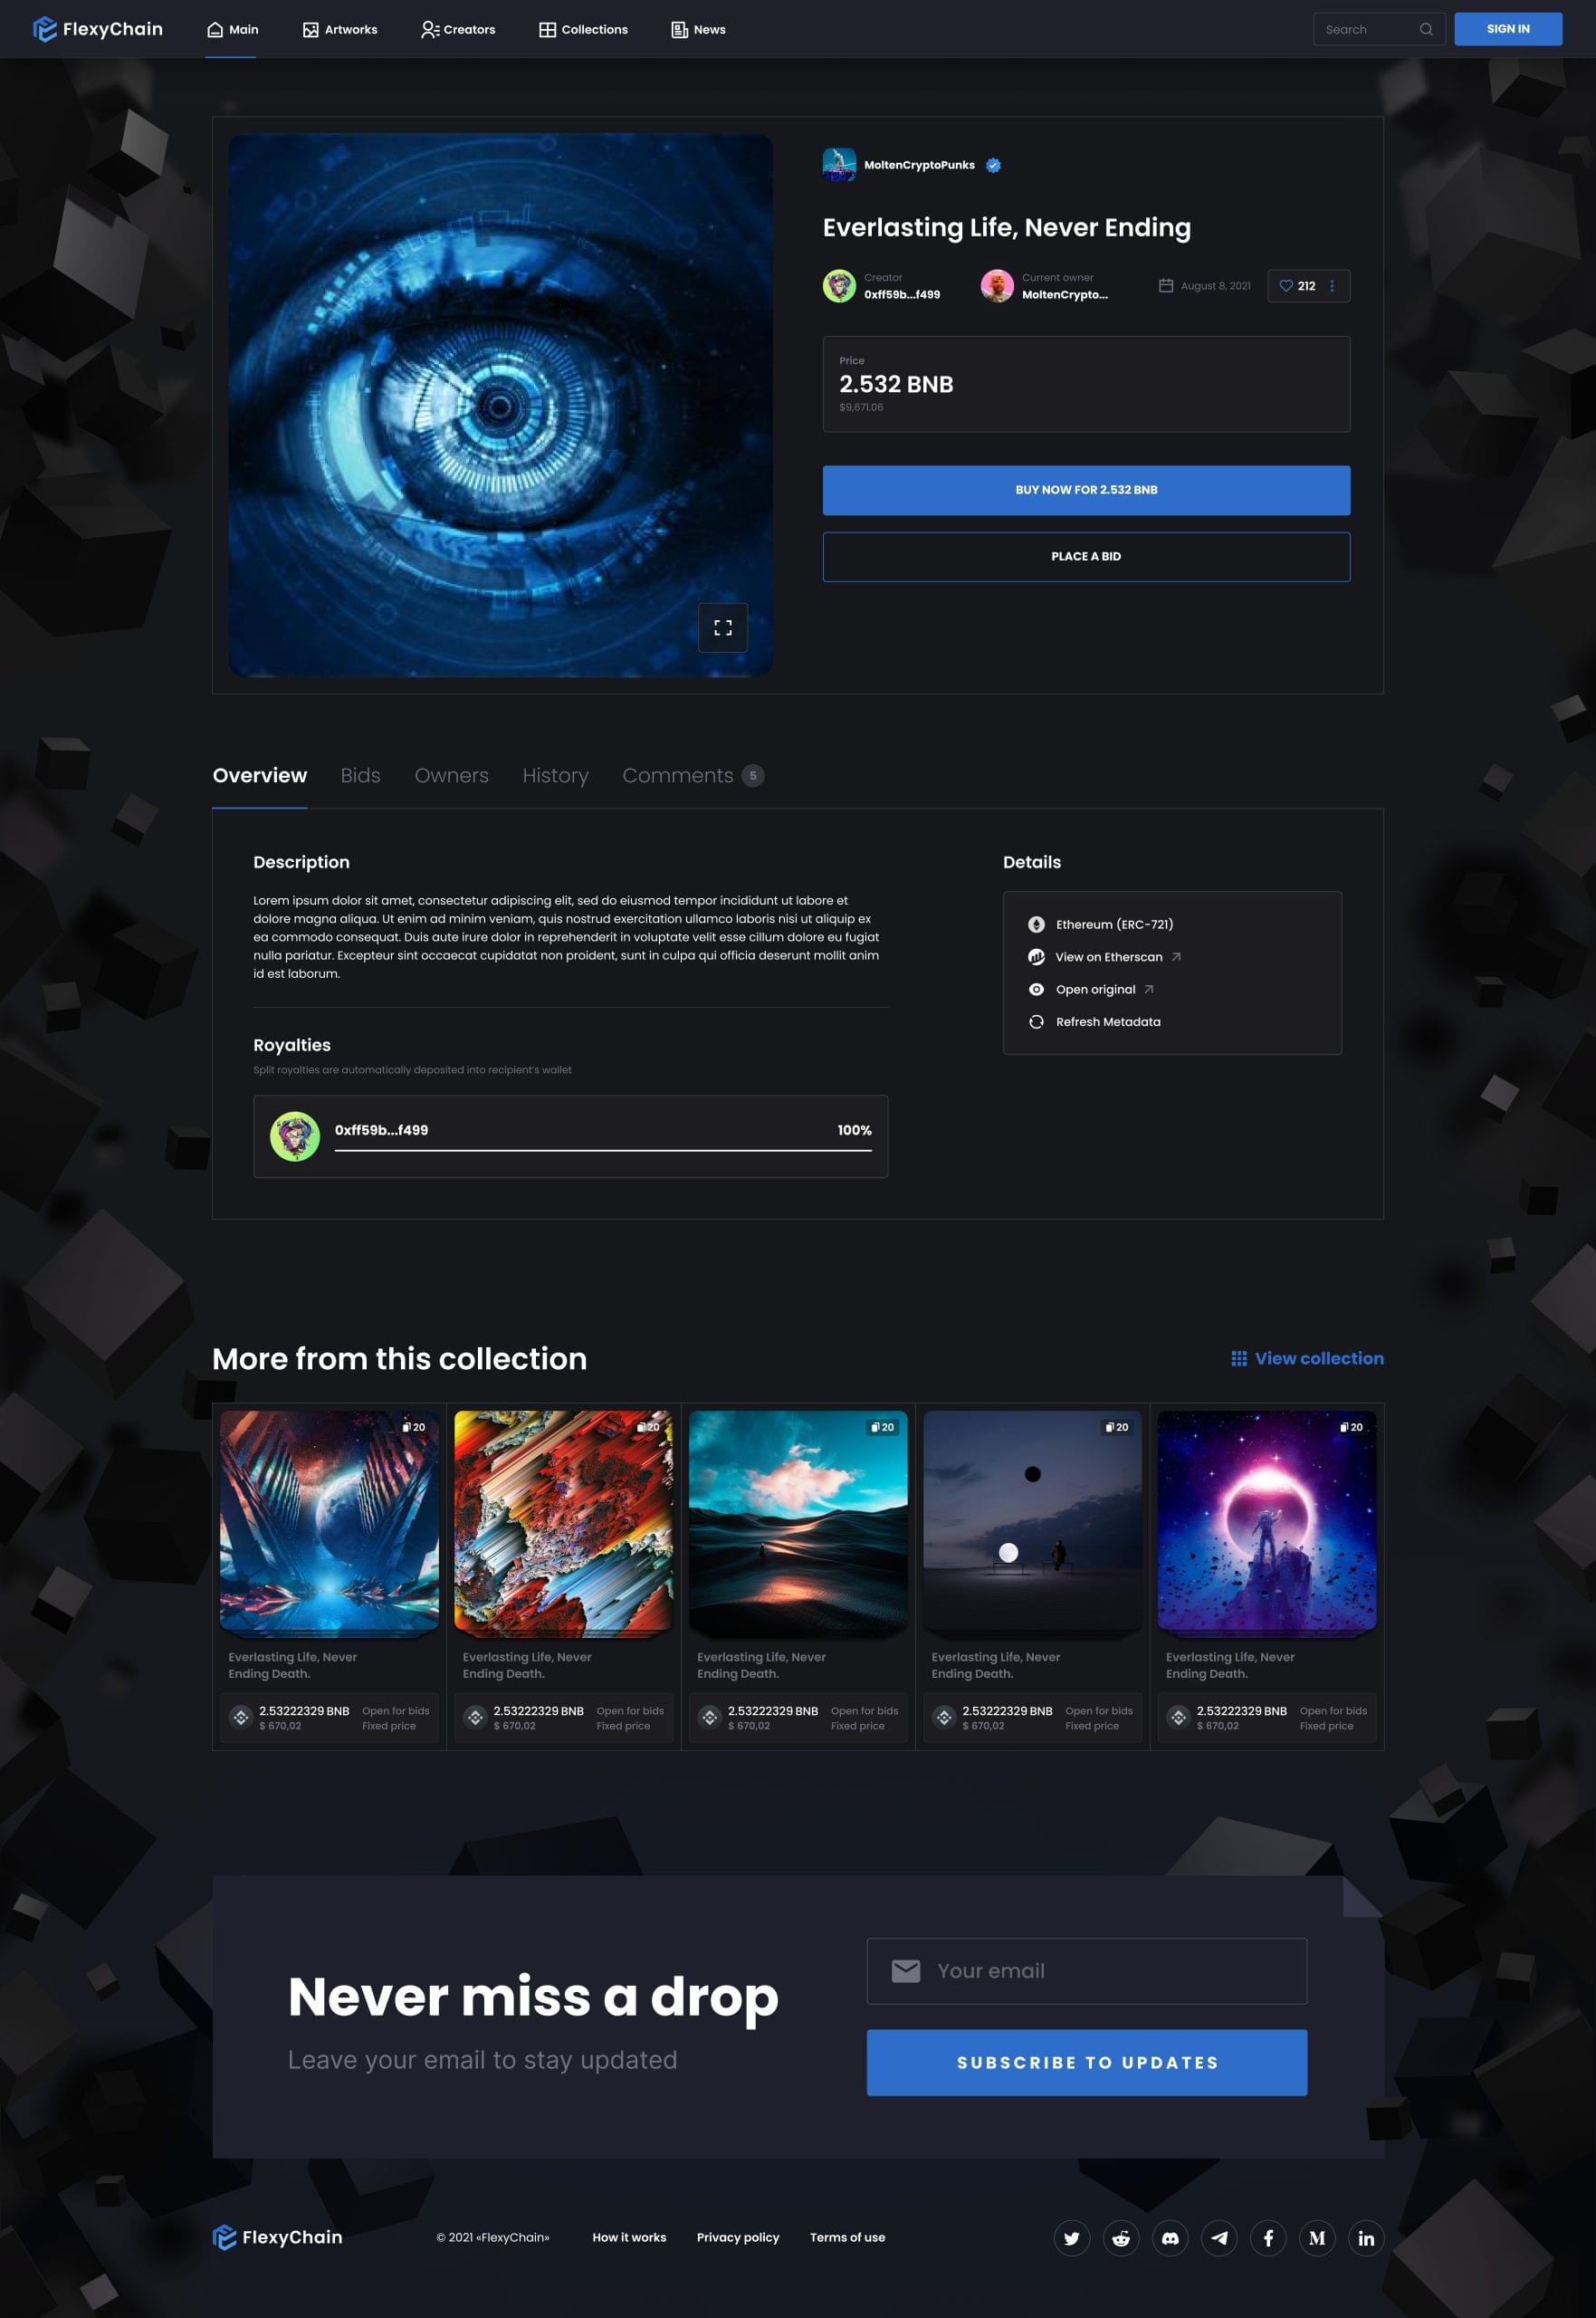 FlexyChain
Main
Artworks
Creators
Collections
News
Search
SIGN IN
MoltenCryptoPunks
Everlasting Life, Never Ending
Creator
0xff59b...f499
Current owner
MoltenCrypto...
August 8, 2021
212
Price
2.532 BNB
$9,671.06
BUY NOW FOR 2.532 BNB
PLACE A BID
Overview
Bids
Owners
History
Comments
5
Description
Lorem ipsum dolor sit amet, consectetur adipiscing elit, sed do eiusmod tempor incididunt ut labore et
dolore magna aliqua. Ut enim ad minim veniam, quis nostrud exercitation ullamco laboris nisi ut aliquip ex
ea commodo consequat. Duis aute irure dolor in reprehenderit in voluptate velit esse cillum dolore eu fugiat
nulla pariatur. Excepteur sint occaecat cupidatat non proident, sunt in culpa qui officia deserunt mollit anim
id est laborum.
Royalties
Split royalties are automatically deposited into recipient's wallet
0xff59b...f499
100%
Details
Ethereum (ERC-721)
View on Etherscan
Open original
Refresh Metadata
More from this collection
View collection
20
Everlasting Life, Never
Ending Death.
2.53222329 BNB
$ 670,02
Open for bids
Fixed price
20
Everlasting Life, Never
Ending Death.
2.53222329 BNB
$ 670,02
Open for bids
Fixed price
20
Everlasting Life, Never
Ending Death.
2.53222329 BNB
$ 670,02
Open for bids
Fixed price
20
Everlasting Life, Never
Ending Death.
2.53222329 BNB
$ 670,02
Open for bids
Fixed price
20
Everlasting Life, Never
Ending Death.
2.53222329 BNB
$ 670,02
Open for bids
Fixed price
Never miss a drop
Leave your email to stay updated
Your email
SUBSCRIBE TO UPDATES
FlexyChain
© 2021 «FlexyChain»
How it works
Privacy policy
Terms of use